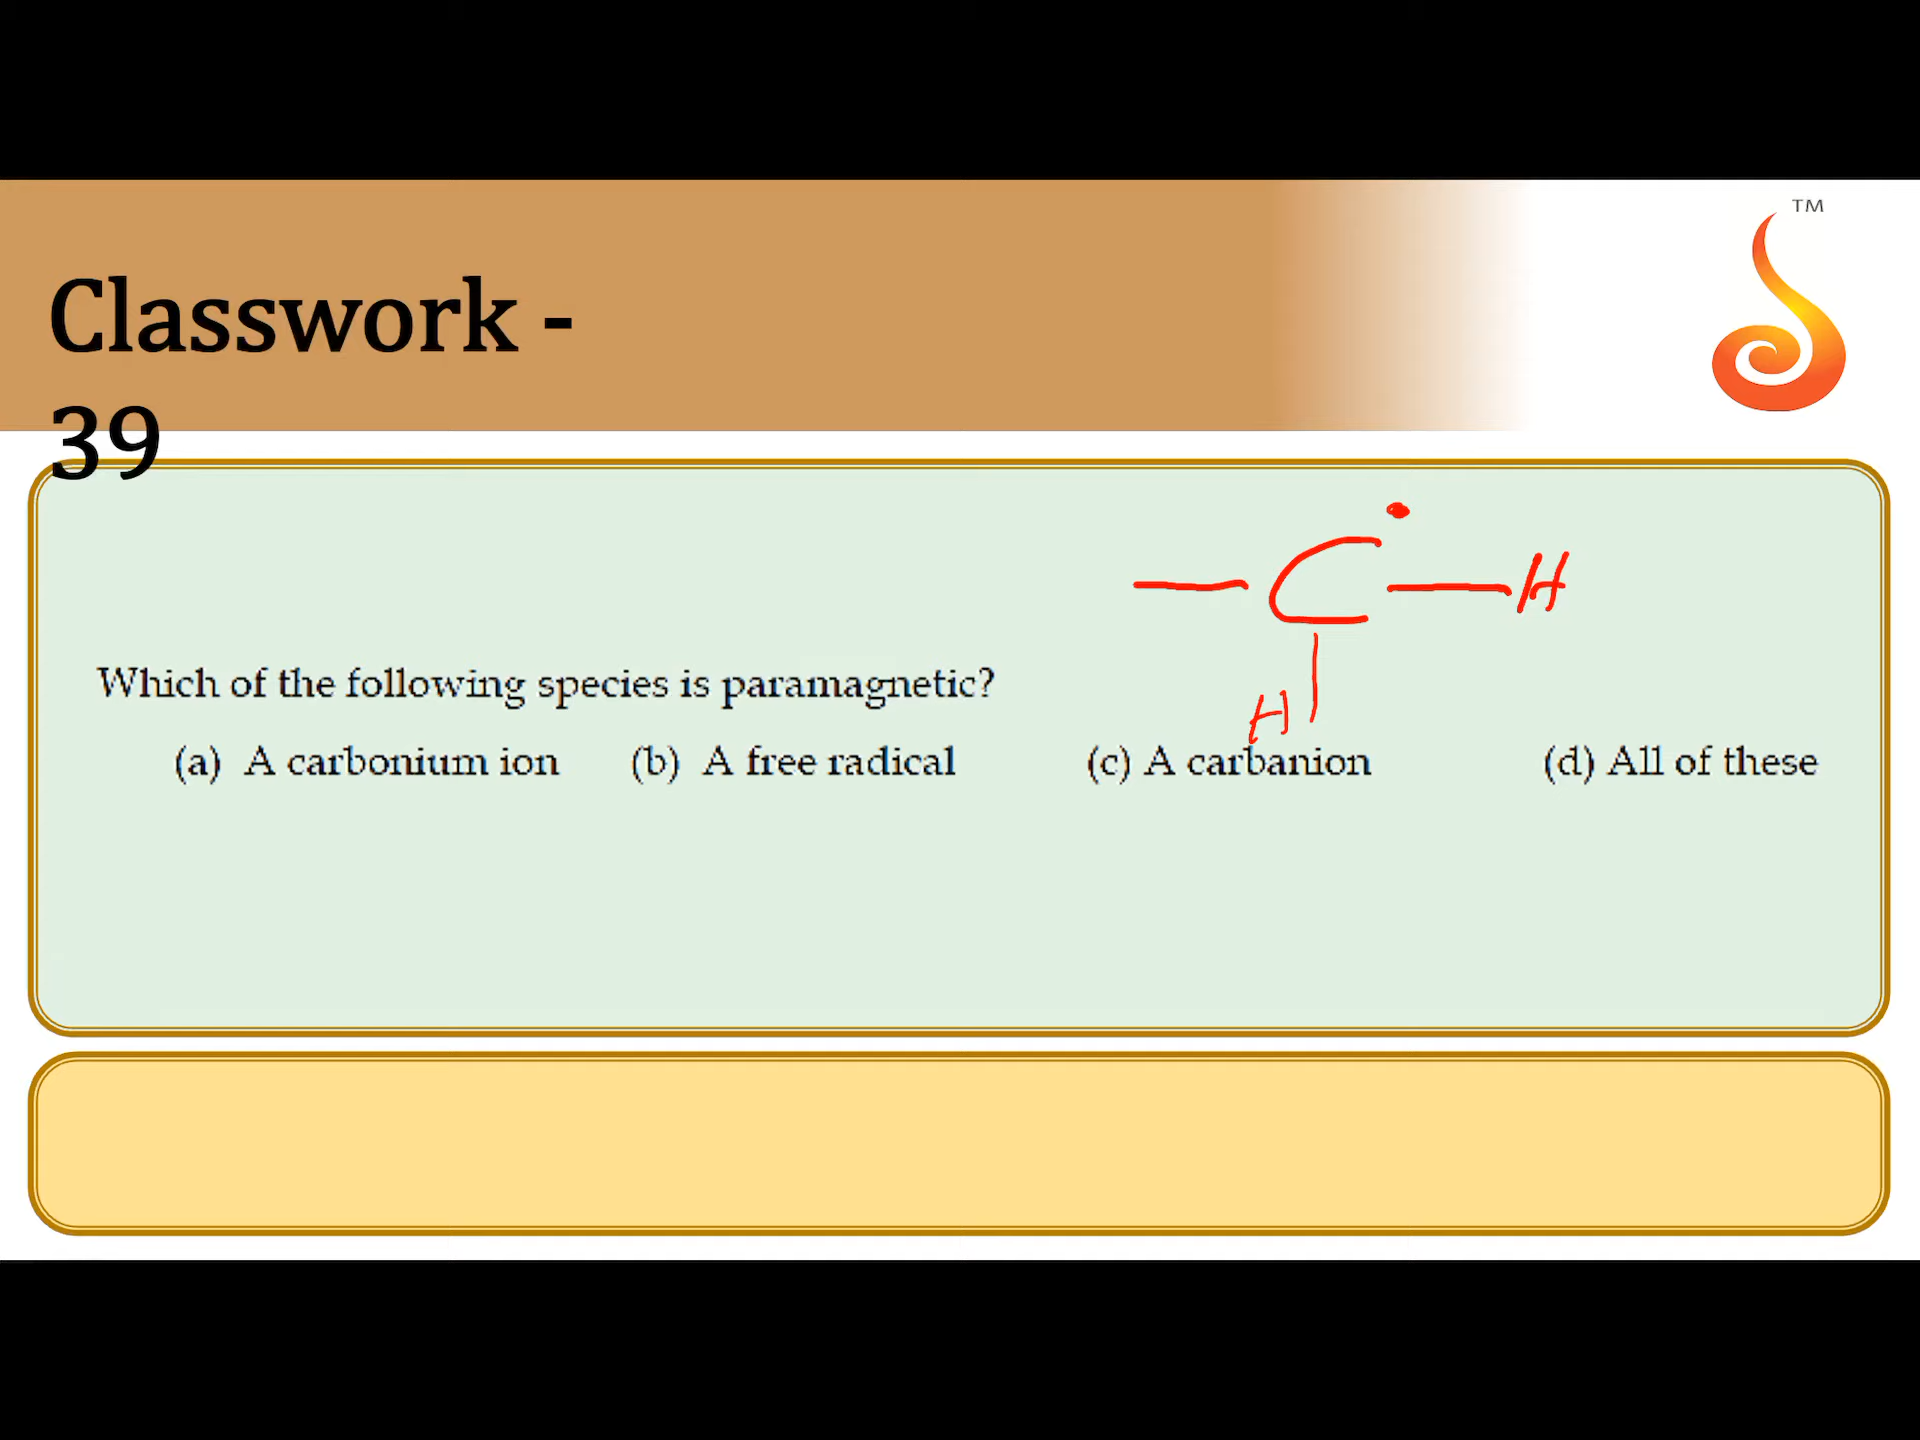 TM
Classwork -
39
C H
H
Which of the following species is paramagnetic?
(a) A carbonium ion (b) A free radical (c) A carbanion (d) All of these